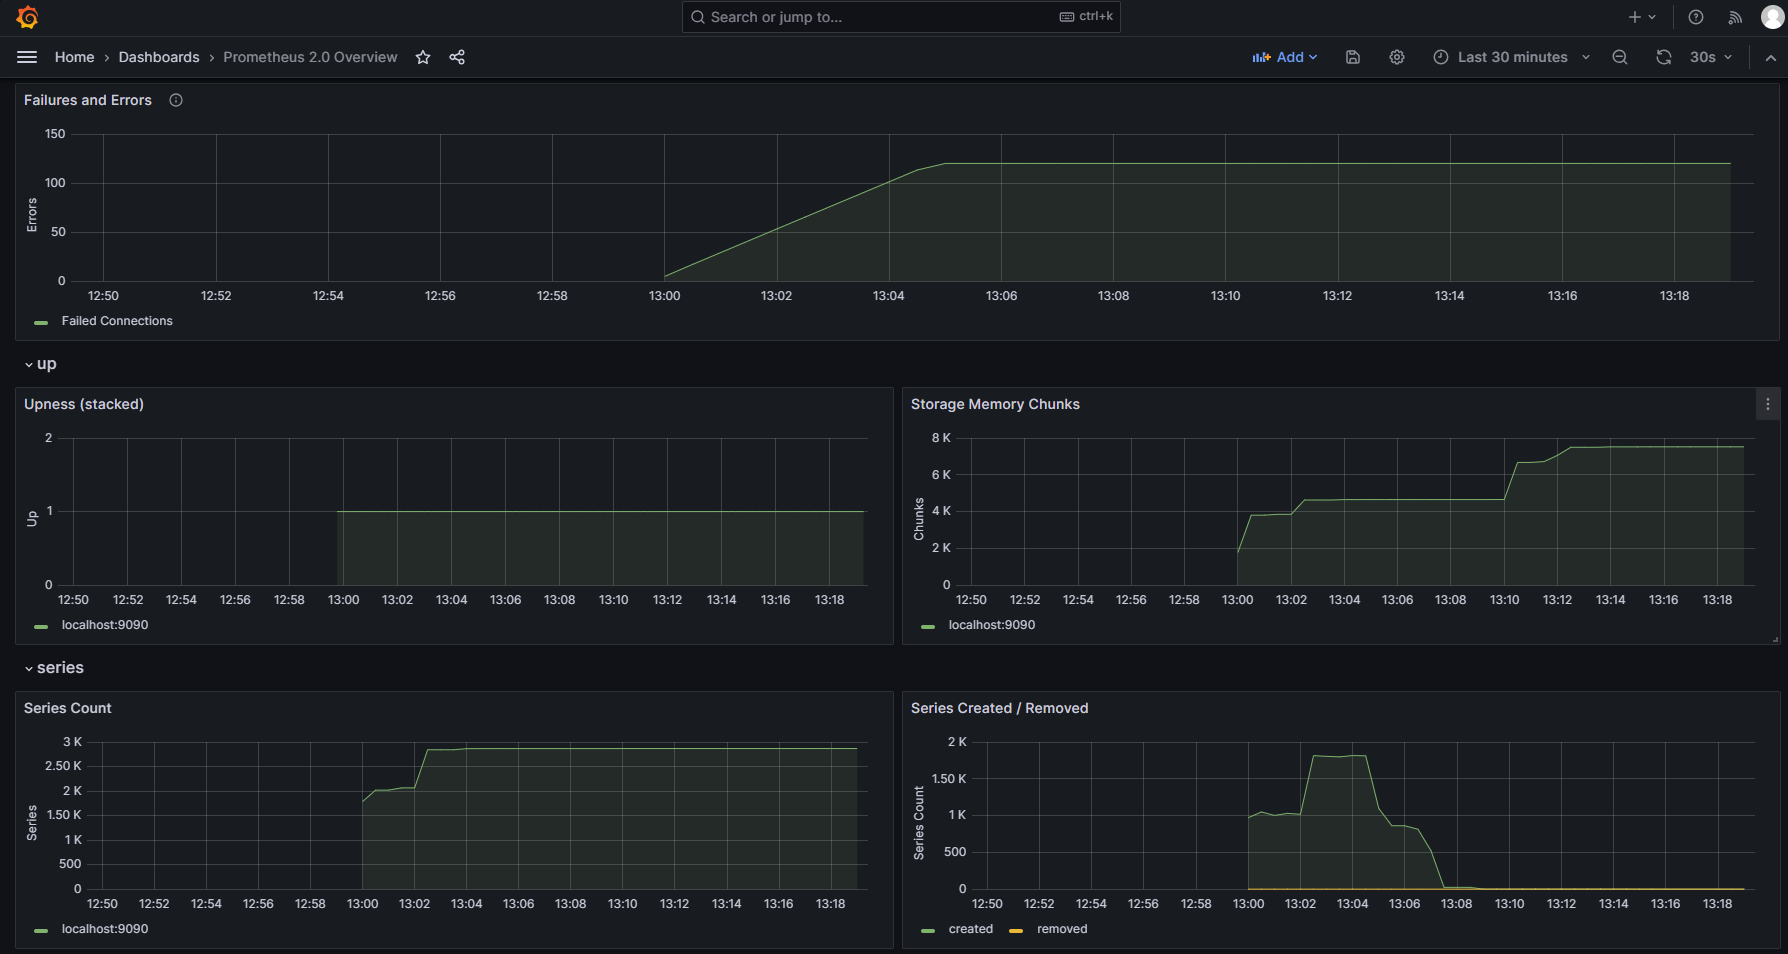 Search or jump to... ctrl+k
Home › Dashboards › Prometheus 2.0 Overview Add Last 30 minutes 30s
Failures and Errors
150
100
50
0
Errors
12:50 12:52 12:54 12:56 12:58 13:00 13:02 13:04 13:06 13:08 13:10 13:12 13:14 13:16 13:18
Failed Connections
up
Upness (stacked)
2
1
0
Up
12:50 12:52 12:54 12:56 12:58 13:00 13:02 13:04 13:06 13:08 13:10 13:12 13:14 13:16 13:18
localhost:9090
Storage Memory Chunks
8 K
6 K
4 K
2 K
0
Chunks
12:50 12:52 12:54 12:56 12:58 13:00 13:02 13:04 13:06 13:08 13:10 13:12 13:14 13:16 13:18
localhost:9090
series
Series Count
3 K
2.50 K
2 K
1.50 K
1 K
500
0
Series
12:50 12:52 12:54 12:56 12:58 13:00 13:02 13:04 13:06 13:08 13:10 13:12 13:14 13:16 13:18
localhost:9090
Series Created / Removed
2 K
1.50 K
1 K
500
0
Series Count
12:50 12:52 12:54 12:56 12:58 13:00 13:02 13:04 13:06 13:08 13:10 13:12 13:14 13:16 13:18
created removed